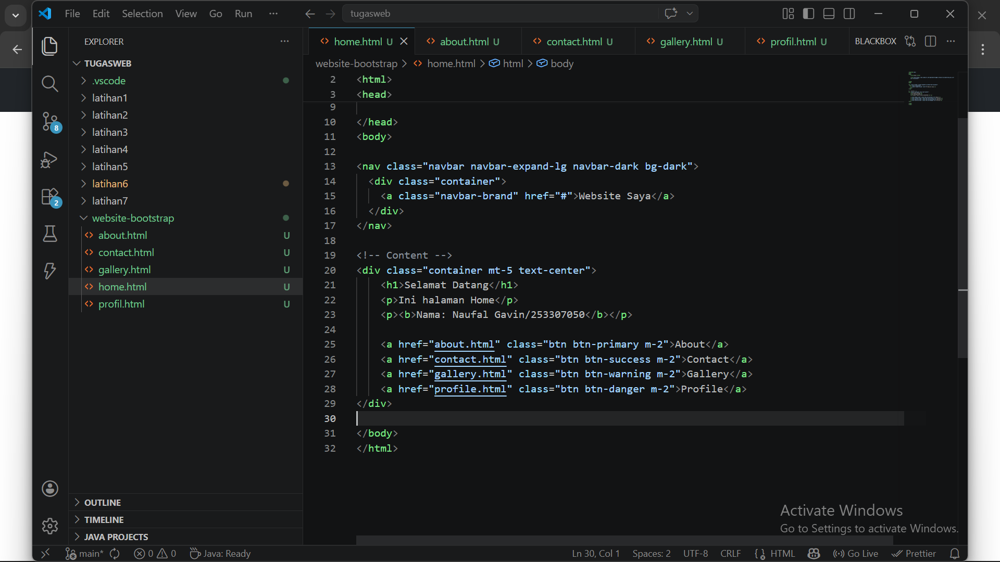 File Edit Selection View Go Run ··· tugasweb
EXPLORER
TUGASWEB
.vscode
latihan1
latihan2
latihan3
latihan4
latihan5
latihan6
latihan7
website-bootstrap
about.html U
contact.html U
gallery.html U
home.html U
profil.html U
OUTLINE
TIMELINE
JAVA PROJECTS
8
2
home.html U about.html U contact.html U gallery.html U profil.html U BLACKBOX
website-bootstrap > home.html > html > body
2 <html>
3 <head>
9
10 </head>
11 <body>
12
13 <nav class="navbar navbar-expand-lg navbar-dark bg-dark">
14 <div class="container">
15 <a class="navbar-brand" href="#">Website Saya</a>
16 </div>
17 </nav>
18
19 <!-- Content -->
20 <div class="container mt-5 text-center">
21 <h1>Selamat Datang</h1>
22 <p>Ini halaman Home</p>
23 <p><b>Nama: Naufal Gavin/253307050</b></p>
24
25 <a href="about.html" class="btn btn-primary m-2">About</a>
26 <a href="contact.html" class="btn btn-success m-2">Contact</a>
27 <a href="gallery.html" class="btn btn-warning m-2">Gallery</a>
28 <a href="profile.html" class="btn btn-danger m-2">Profile</a>
29 </div>
30
31 </body>
32 </html>
Activate Windows
Go to Settings to activate Windows.
main* 0 0 Java: Ready Ln 30, Col 1 Spaces: 2 UTF-8 CRLF HTML Go Live Prettier